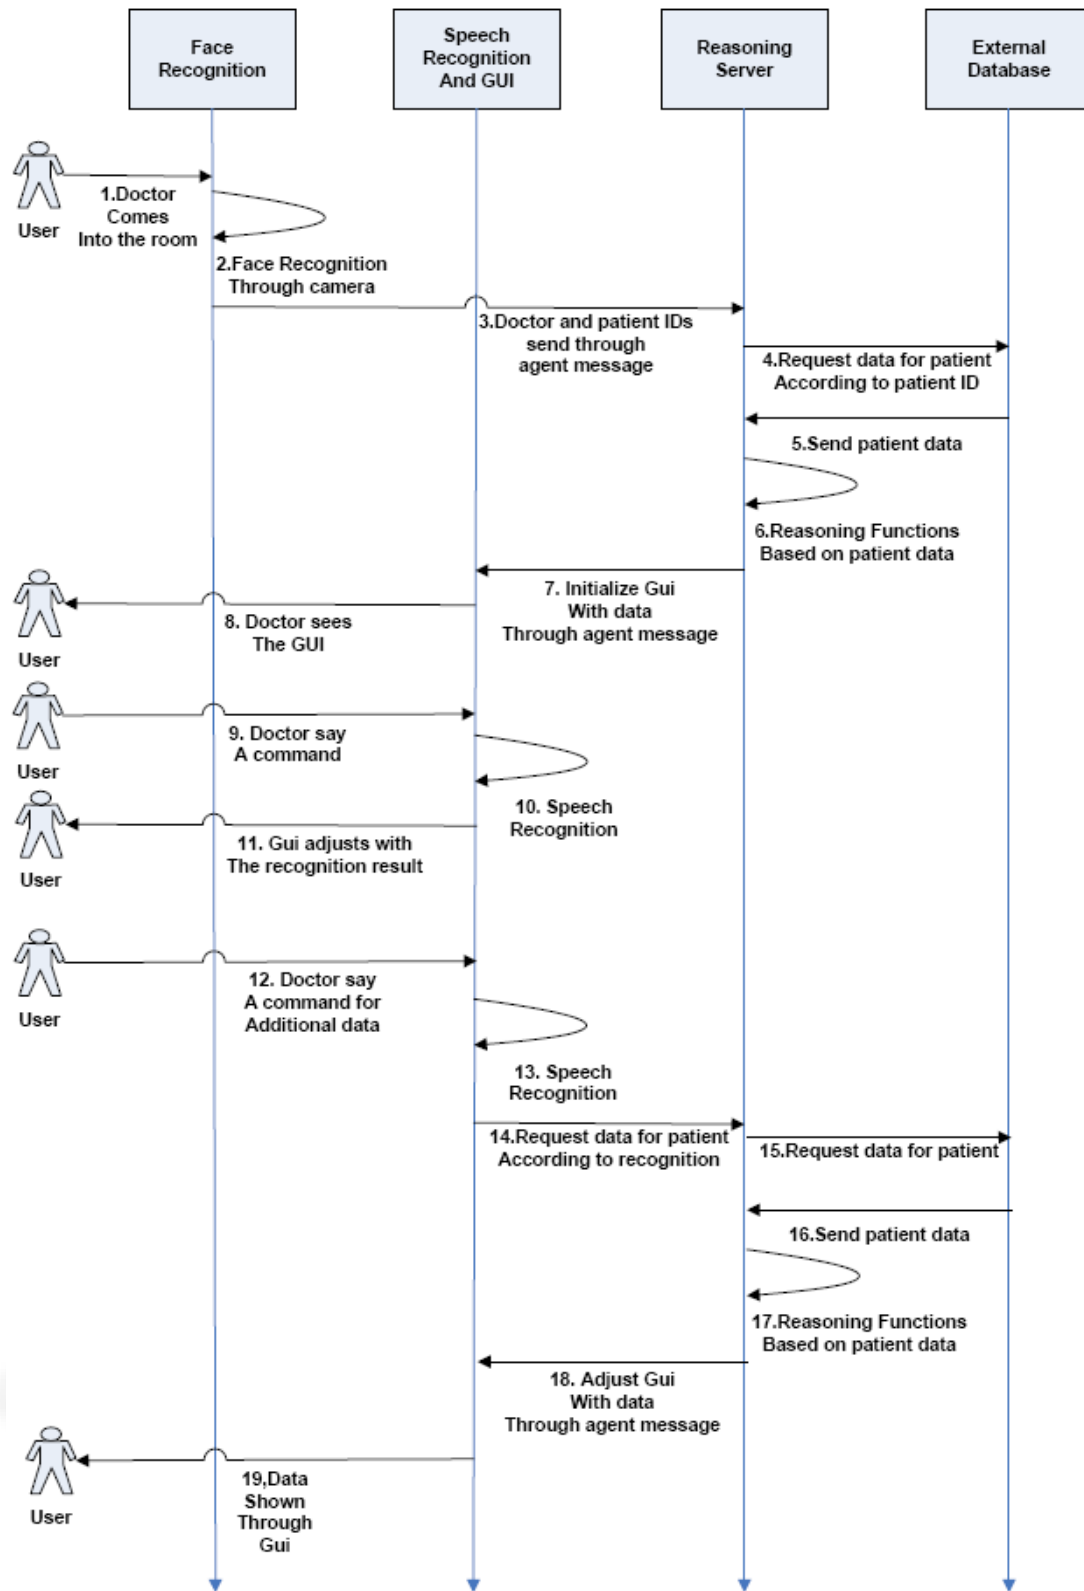 Face
Recognition
Speech
Recognition
And GUI
Reasoning
Server
External
Database
User
1.Doctor
Comes
Into the room
2.Face Recognition
Through camera
3.Doctor and patient IDs
send through
agent message
4.Request data for patient
According to patient ID
5.Send patient data
6.Reasoning Functions
Based on patient data
7. Initialize Gui
With data
Through agent message
8. Doctor sees
The GUI
User
9. Doctor say
A command
User
10. Speech
Recognition
11. Gui adjusts with
The recognition result
User
12. Doctor say
A command for
Additional data
User
13. Speech
Recognition
14.Request data for patient
According to recognition
15.Request data for patient
16.Send patient data
17.Reasoning Functions
Based on patient data
18. Adjust Gui
With data
Through agent message
19,Data
Shown
Through
Gui
User